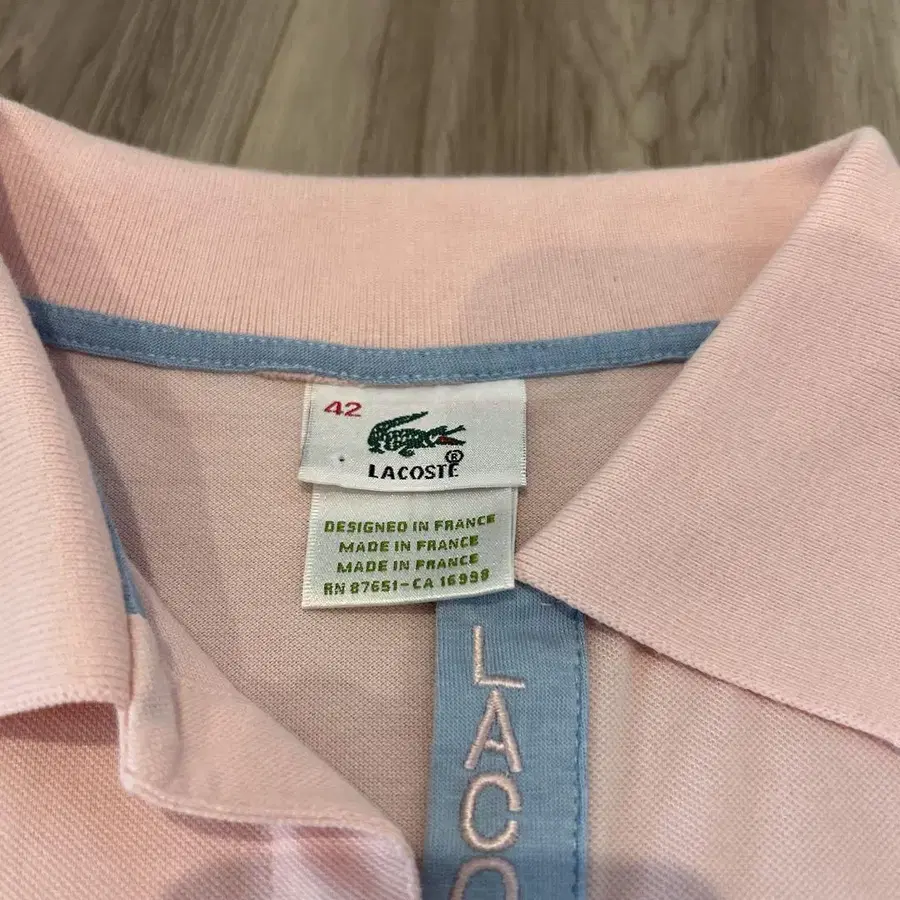 42
LACOSTE®
DESIGNED IN FRANCE
MADE IN FRANCE
MADE IN FRANCE
RN 87651-CA 16999
LACO